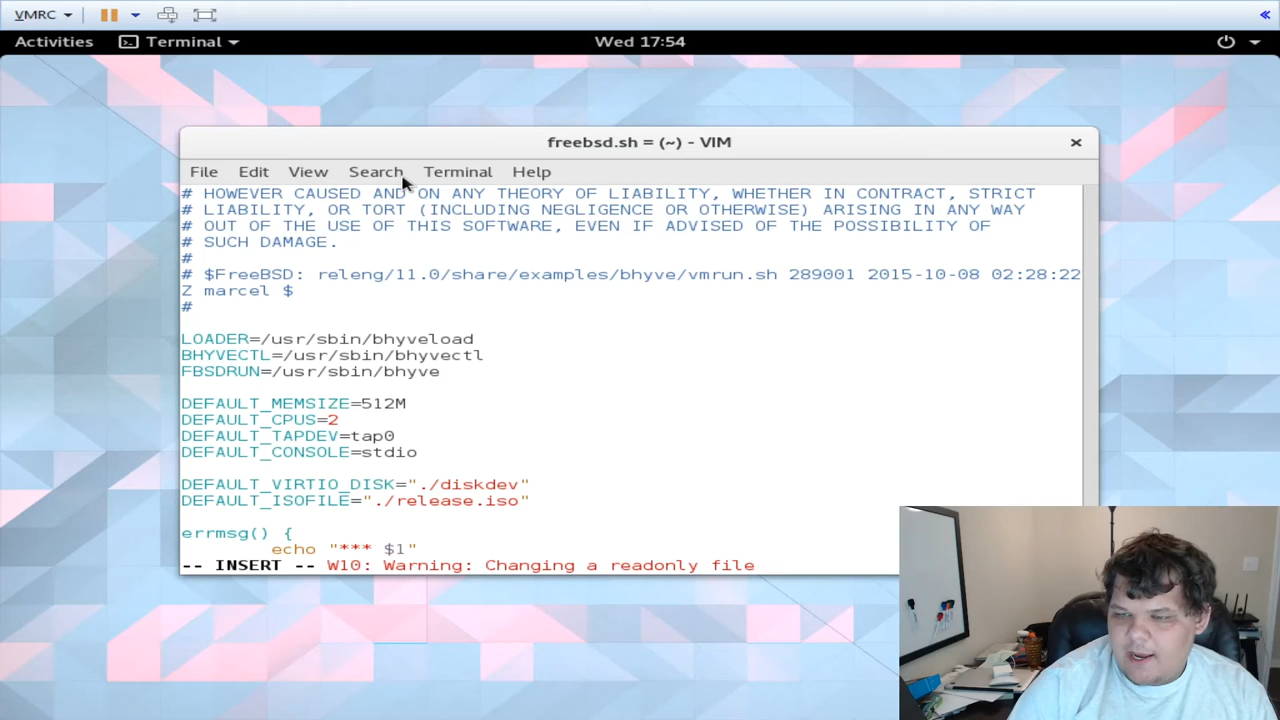 VMRC
Activities Terminal Wed 17:54
freebsd.sh = (~) - VIM
File Edit View Search Terminal Help
# HOWEVER CAUSED AND ON ANY THEORY OF LIABILITY, WHETHER IN CONTRACT, STRICT
# LIABILITY, OR TORT (INCLUDING NEGLIGENCE OR OTHERWISE) ARISING IN ANY WAY
# OUT OF THE USE OF THIS SOFTWARE, EVEN IF ADVISED OF THE POSSIBILITY OF
# SUCH DAMAGE.
#
# $FreeBSD: releng/11.0/share/examples/bhyve/vmrun.sh 289001 2015-10-08 02:28:22
Z marcel $
#
LOADER=/usr/sbin/bhyveload
BHYVECTL=/usr/sbin/bhyvectl
FBSDRUN=/usr/sbin/bhyve
DEFAULT_MEMSIZE=512M
DEFAULT_CPUS=2
DEFAULT_TAPDEV=tap0
DEFAULT_CONSOLE=stdio
DEFAULT_VIRTIO_DISK="./diskdev"
DEFAULT_ISOFILE="./release.iso"
errmsg() {
echo "*** $1"
-- INSERT -- W10: Warning: Changing a readonly file